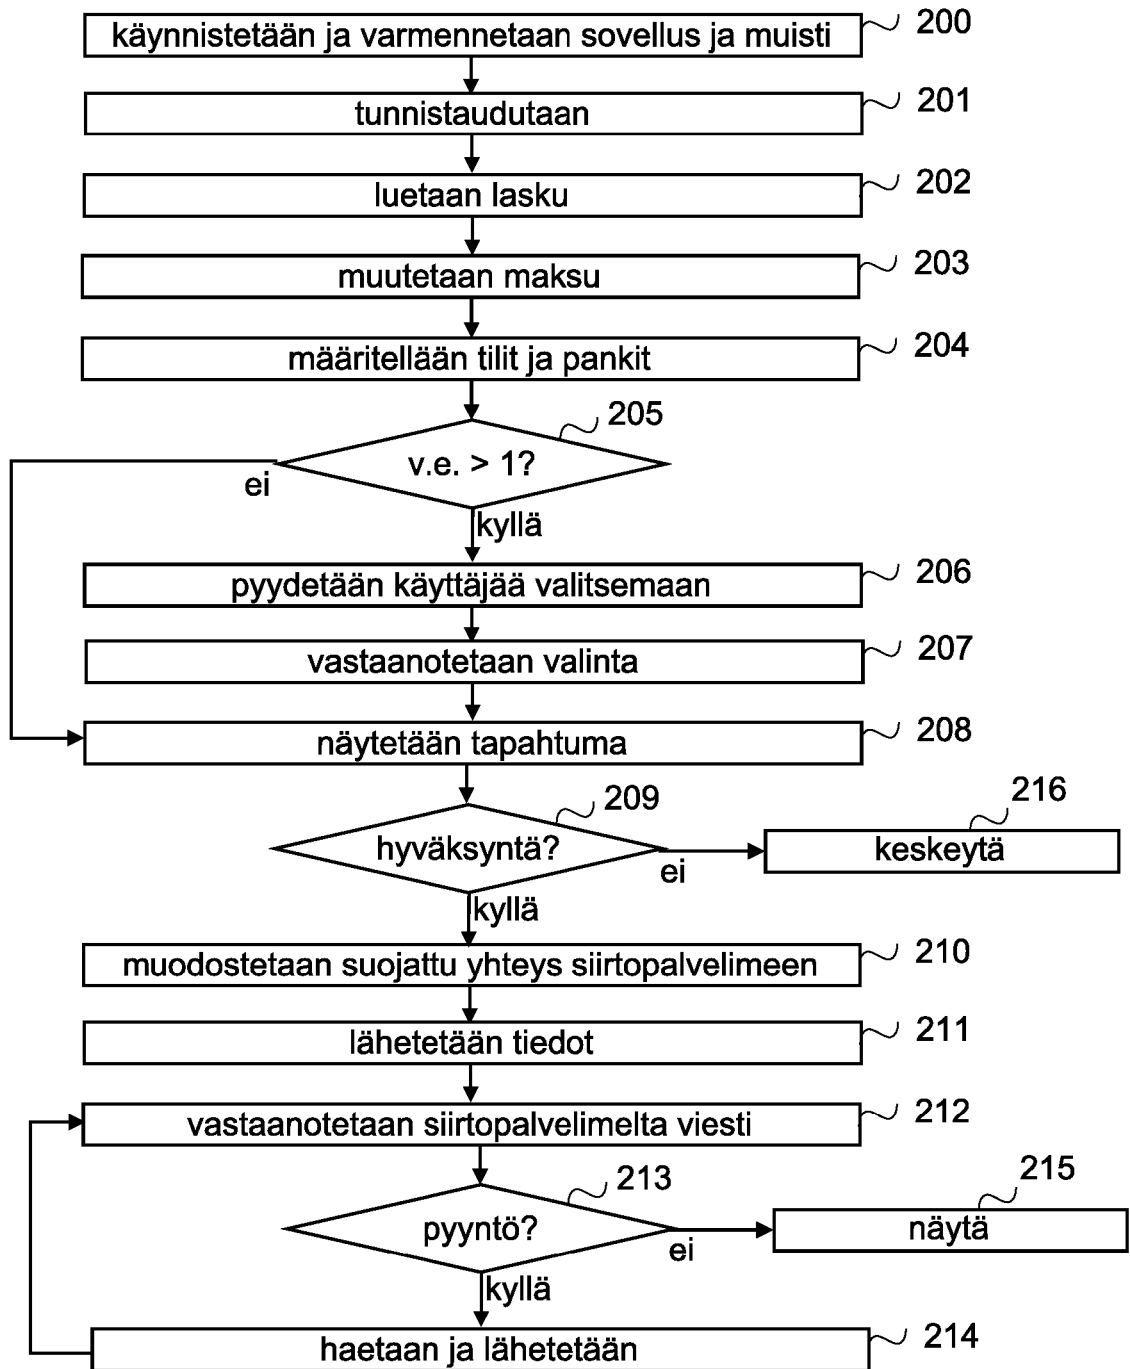 käynnistetään ja varmennetaan sovellus ja muisti
200
tunnistaudutaan
201
luetaan lasku
202
muutetaan maksu
203
määritellään tilit ja pankit
204
205
v.e. > 1?
ei
kyllä
pyydetään käyttäjää valitsemaan
206
vastaanotetaan valinta
207
näytetään tapahtuma
208
209
hyväksyntä?
ei
216
keskeytä
kyllä
muodostetaan suojattu yhteys siirtopalvelimeen
210
lähetetään tiedot
211
vastaanotetaan siirtopalvelimelta viesti
212
213
pyyntö?
ei
215
näytä
kyllä
haetaan ja lähetetään
214